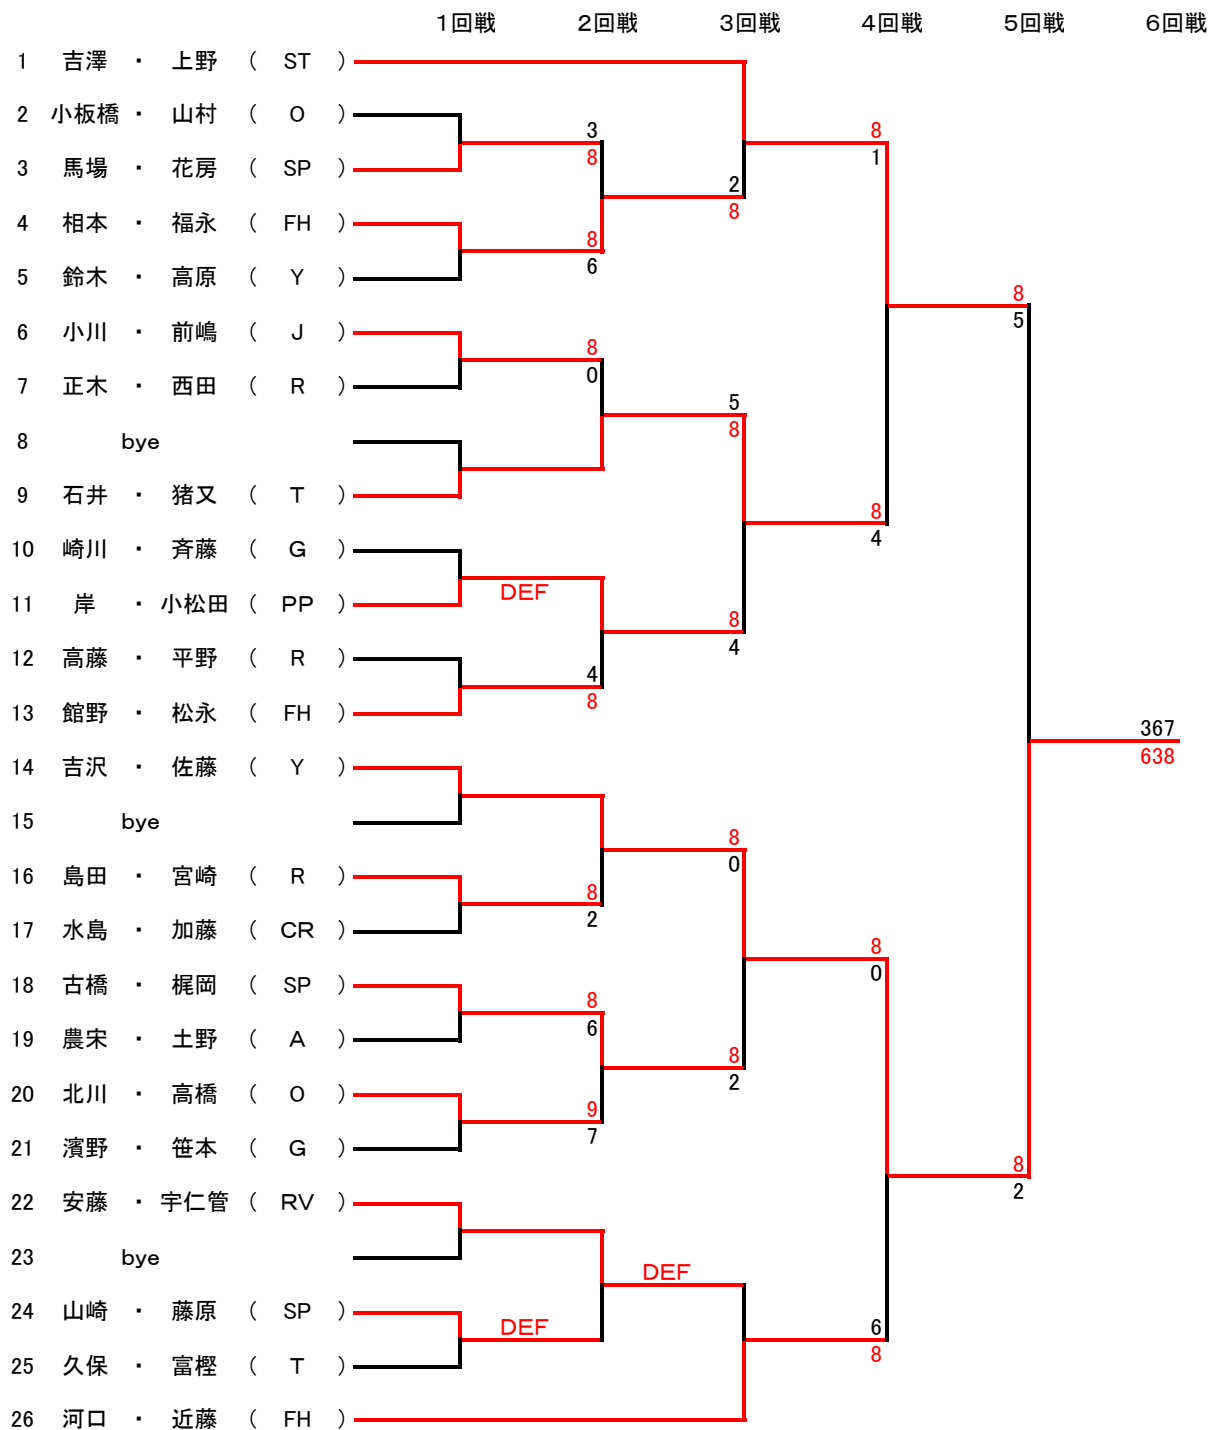 1回戦 2回戦 3回戦 4回戦 5回戦 6回戦
1 吉澤 ・ 上野 ( ST )
2 小板橋 ・ 山村 ( O )
3
8
1
3 馬場 ・ 花房 ( SP )
8
2
8
4 相本 ・ 福永 ( FH )
8
6
5 鈴木 ・ 高原 ( Y )
8
5
6 小川 ・ 前嶋 ( J )
8
0
7 正木 ・ 西田 ( R )
5
8
8 bye
9 石井 ・ 猪又 ( T )
8
4
10 崎川 ・ 斉藤 ( G )
DEF
11 岸 ・ 小松田 ( PP )
8
4
12 高藤 ・ 平野 ( R )
4
8
13 館野 ・ 松永 ( FH )
367
638
14 吉沢 ・ 佐藤 ( Y )
15 bye
8
0
16 島田 ・ 宮崎 ( R )
8
2
17 水島 ・ 加藤 ( CR )
8
0
18 古橋 ・ 梶岡 ( SP )
8
6
19 農宋 ・ 土野 ( A )
8
2
20 北川 ・ 高橋 ( O )
9
7
21 濱野 ・ 笹本 ( G )
8
2
22 安藤 ・ 宇仁管 ( RV )
23 bye
DEF
24 山崎 ・ 藤原 ( SP )
DEF
6
8
25 久保 ・ 富樫 ( T )
26 河口 ・ 近藤 ( FH )